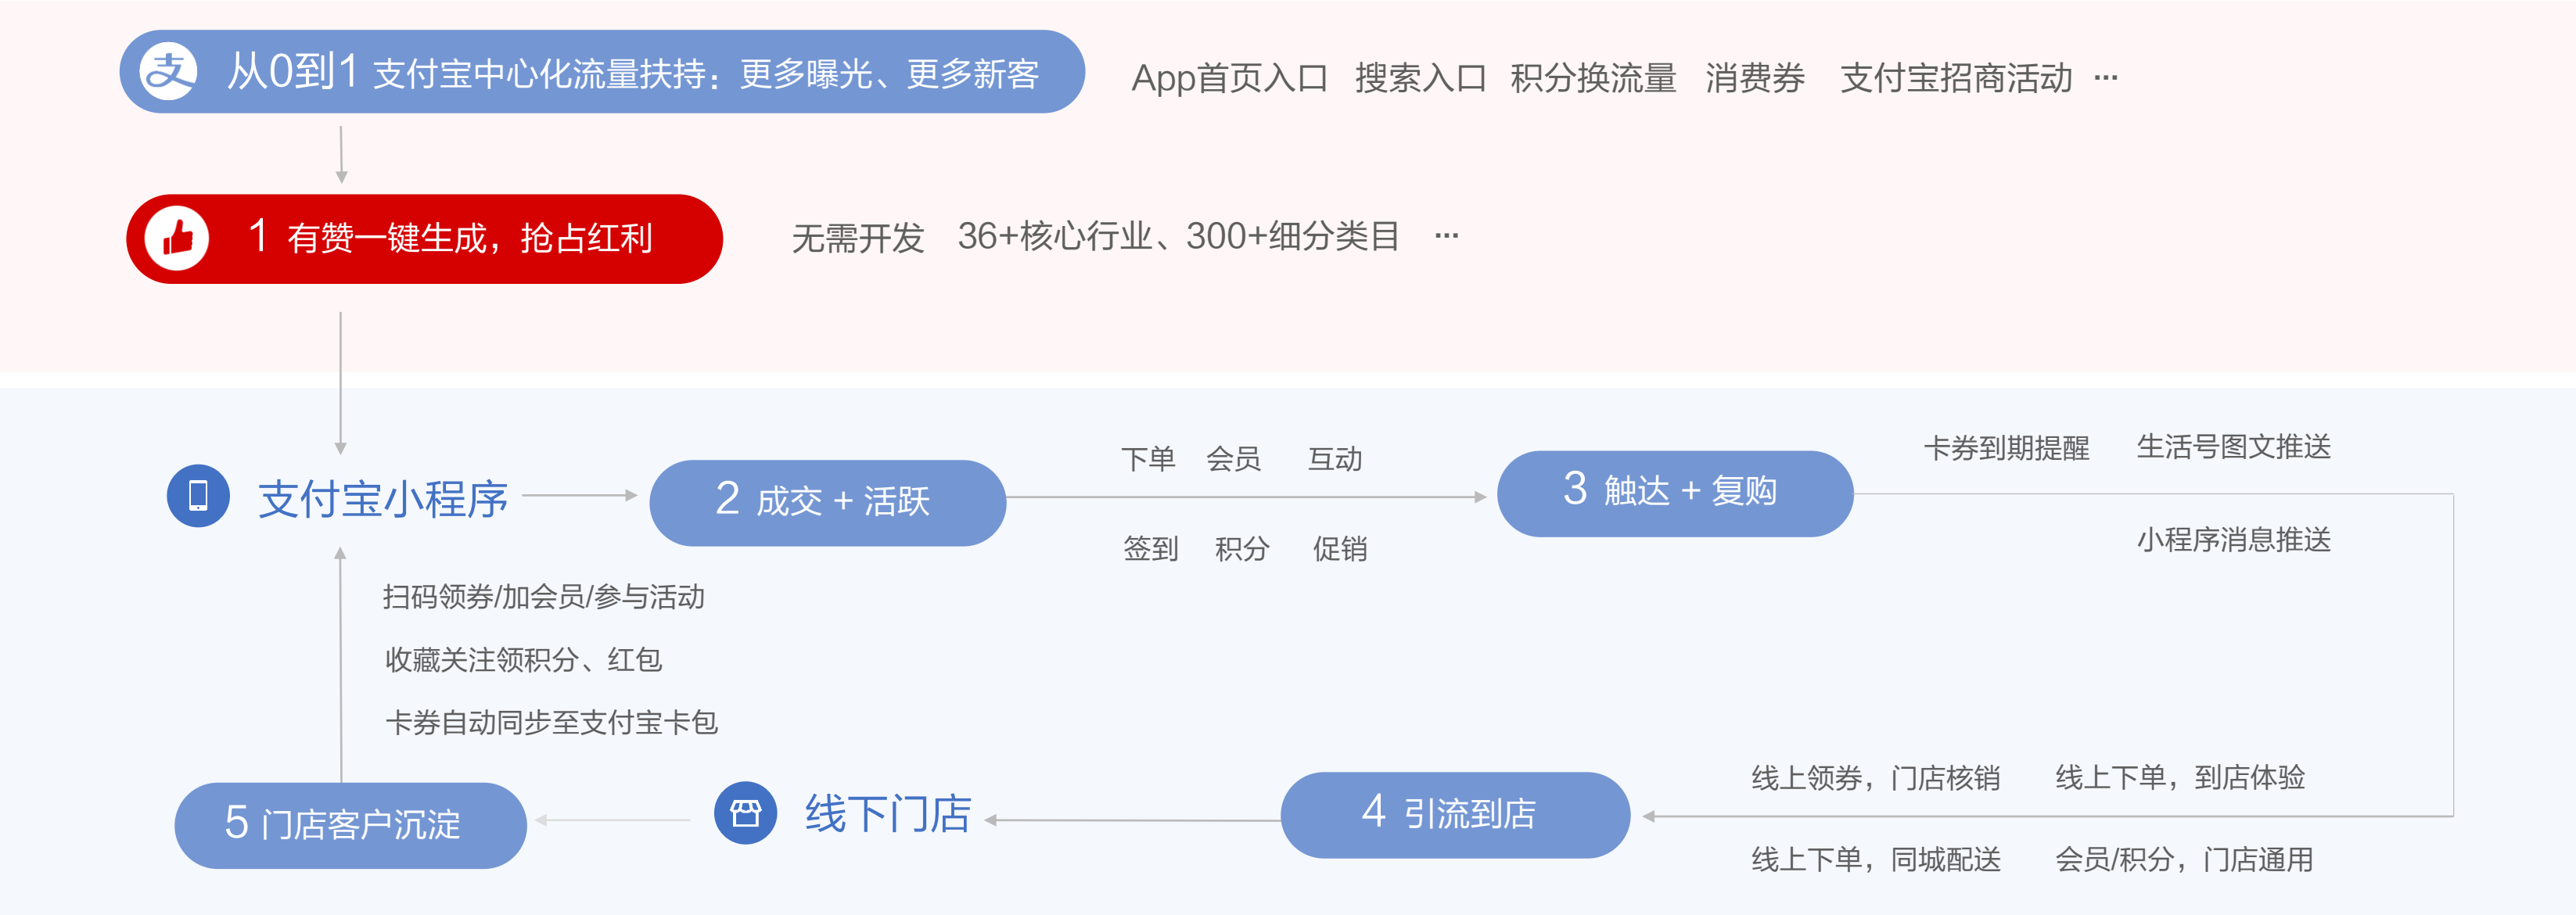 支 从0到1 支付宝中心化流量扶持：更多曝光、更多新客
App首页入口 搜索入口 积分换流量 消费券 支付宝招商活动 ...
1 有赞一键生成，抢占红利
无需开发 36+核心行业、300+细分类目 ...
支付宝小程序
2 成交 + 活跃
下单 会员 互动
签到 积分 促销
3 触达 + 复购
卡券到期提醒 生活号图文推送
小程序消息推送
扫码领券/加会员/参与活动
收藏关注领积分、红包
卡券自动同步至支付宝卡包
线上领券，门店核销 线上下单，到店体验
线上下单，同城配送 会员/积分，门店通用
4 引流到店
线下门店
5 门店客户沉淀